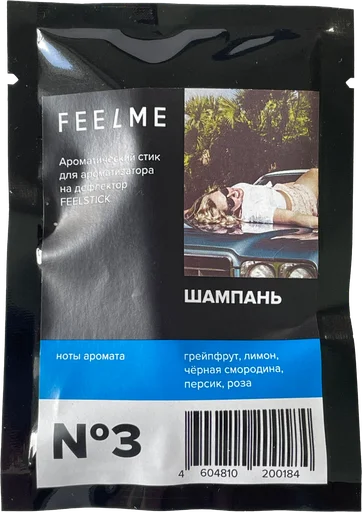 FEELME
Ароматический стик
для ароматизатора
на дефлектор
FEELSTICK
ШАМПАНЬ
ноты аромата
грейпфрут, лимон,
чёрная смородина,
персик, роза
№3
4 604810 200184